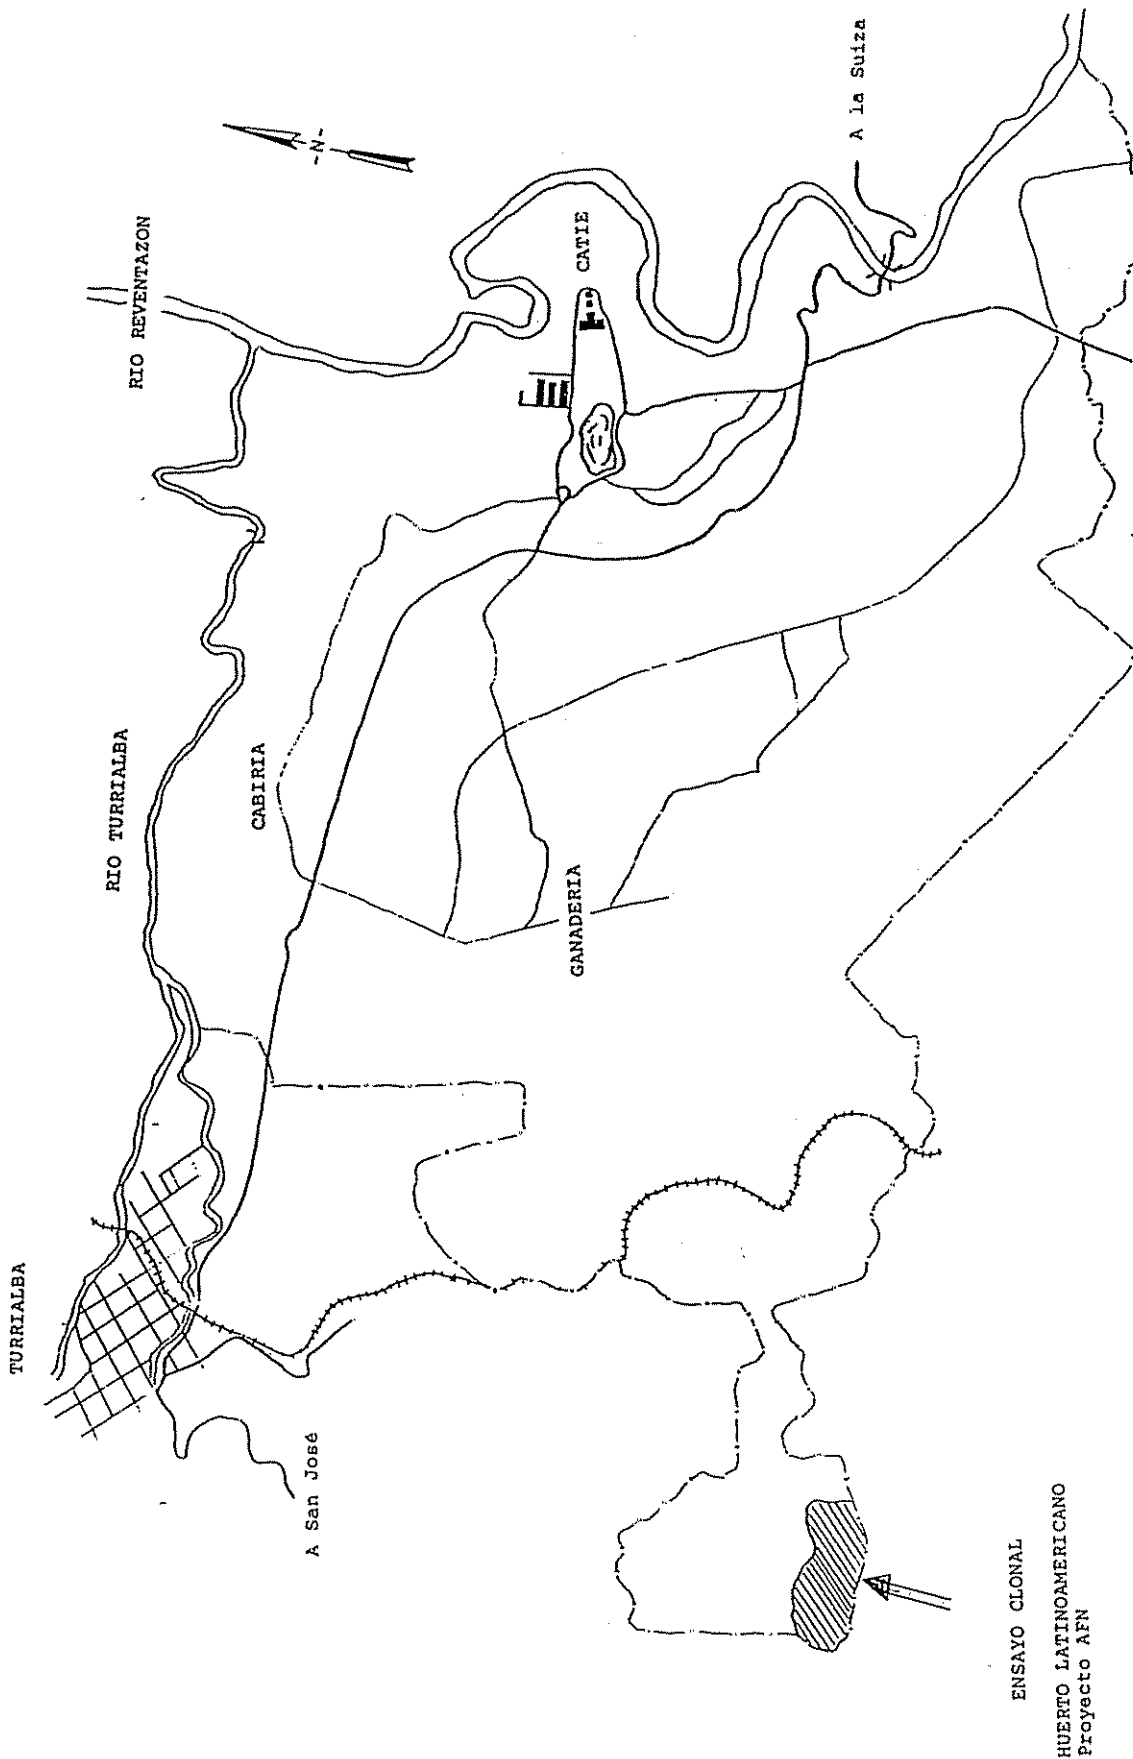 TURRIALBA
RIO TURRIALBA
RIO REVENTAZON
-N-
A San José
CABIRIA
CATIE
GANADERIA
A la Suiza
ENSAYO CLONAL
HUERTO LATINOAMERICANO
Proyecto AFN